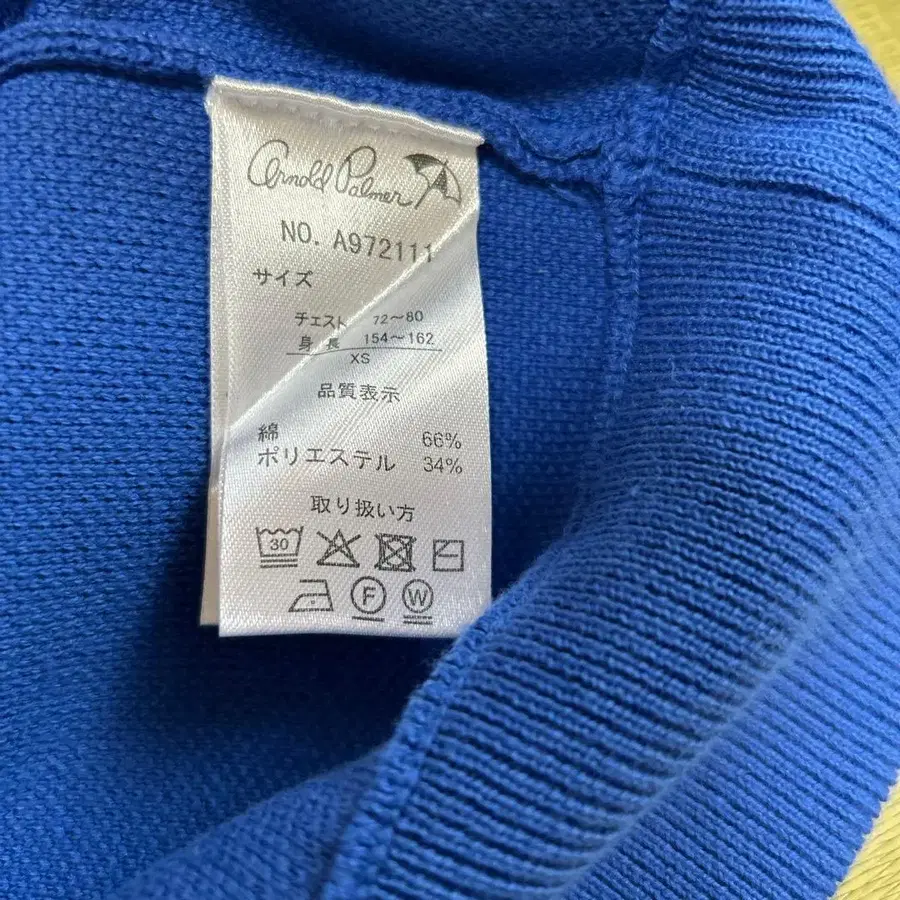 Arnold Palmer
NO. A972111
サイズ
チェスト 72～80
身長 154～162
XS
品質表示
綿 66%
ポリエステル 34%
取り扱い方
30
F W